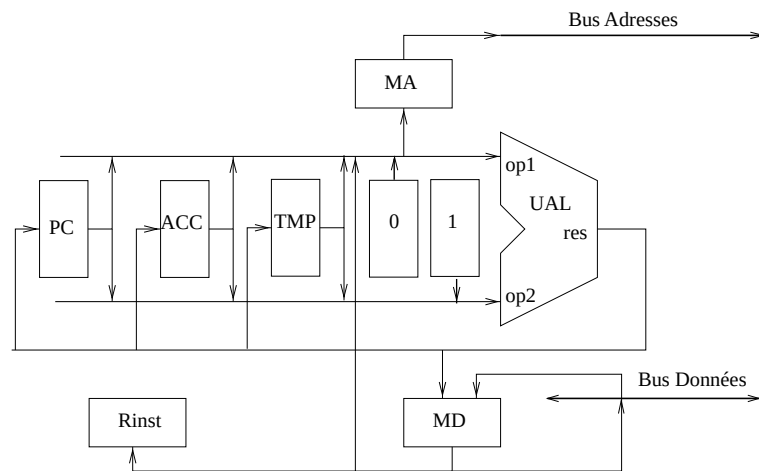 Bus Adresses
MA
op1
PC
ACC
TMP
0
1
UAL
res
op2
Bus Données
Rinst
MD